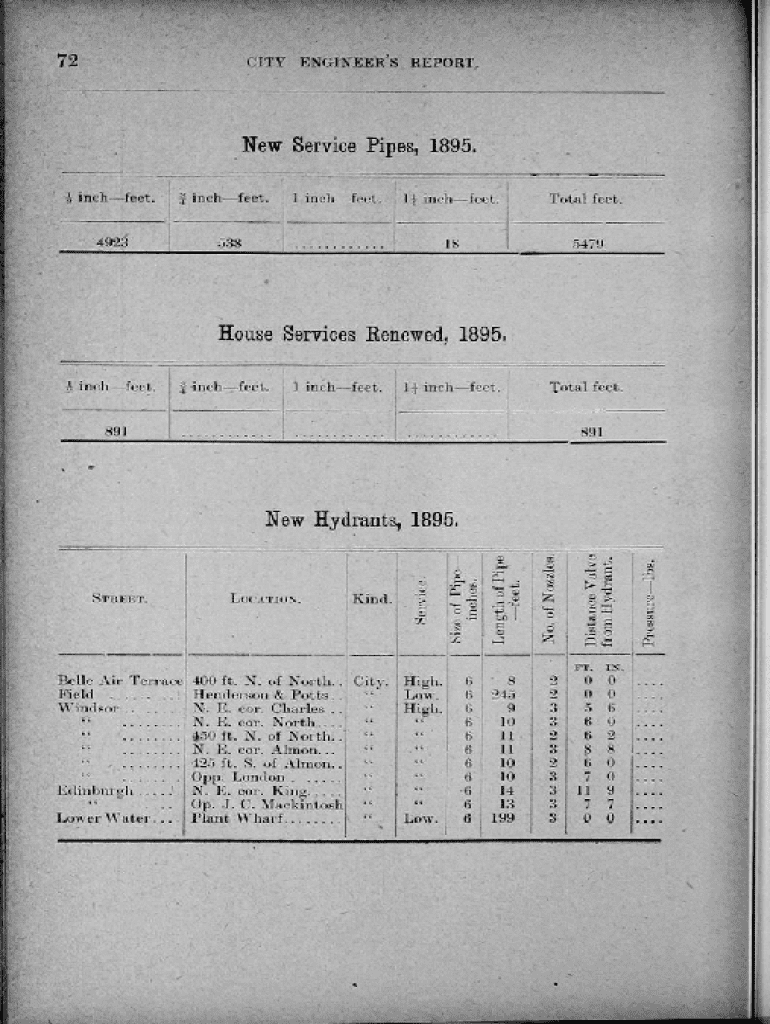 72 CITY ENGINEER'S REPORT.
New Service Pipes, 1895.
½ inch—feet. ¾ inch—feet. 1 inch—feet. 1¼ inch—feet. Total feet.
4923 538 ............ 18 5479
House Services Renewed, 1895.
½ inch—feet. ¾ inch—feet. 1 inch—feet. 1¼ inch—feet. Total feet.
891 ............ ............ ............ 891
New Hydrants, 1895.
STREET. LOCATION. Kind. Service. Size of Pipe inches. Length of Pipe—feet. No. of Nozzles. Distance Valve from Hydrant. Pressure—lbs.
FT. IN.
Belle Air Terrace 400 ft. N. of North.. City. High. 6 8 2 0 0 ....
Field ........ Henderson & Potts.. " Low. 6 245 2 0 0 ....
Windsor........ N. E. cor. Charles .. " High. 6 9 3 5 6 ....
" ........ N. E. cor. North.... " " 6 10 3 6 0 ....
" ........ 450 ft. N. of North.. " " 6 11 2 6 2 ....
" ........ N. E. cor. Almon... " " 6 11 3 8 8 ....
" ........ 425 ft. S. of Almon.. " " 6 10 2 6 0 ....
" ........ Opp. London ...... " " 6 10 3 7 0 ....
Edinburgh ..... N. E. cor. King..... " " 6 14 3 11 9 ....
" ........ Op. J. C. Mackintosh " " 6 13 3 7 7 ....
Lower Water.... Plant Wharf........ " Low. 6 199 3 0 0 ....